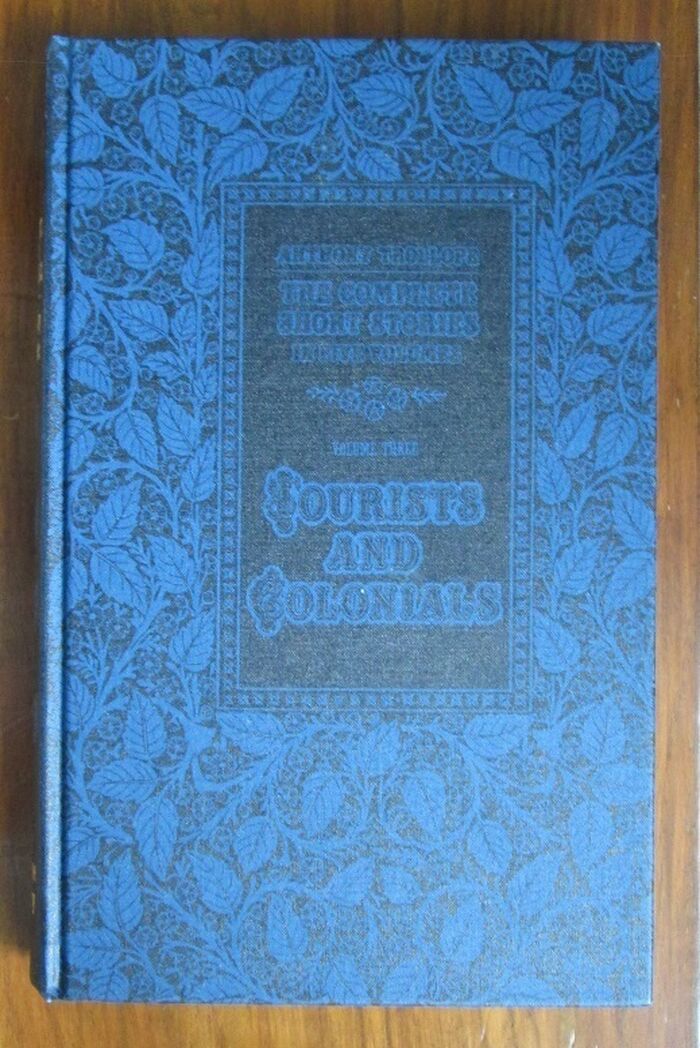 ANTHONY TROLLOPE
THE COMPLETE
SHORT STORIES
IN FIVE VOLUMES
VOLUME THREE
TOURISTS
AND
COLONIALS